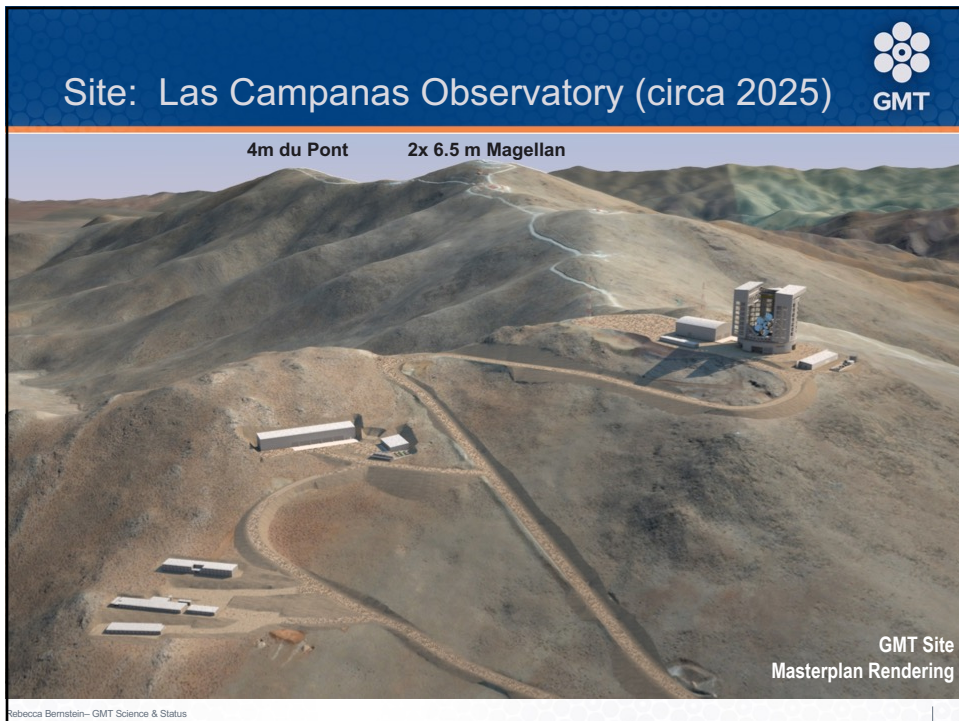 Site: Las Campanas Observatory (circa 2025)
GMT
4m du Pont 2x 6.5 m Magellan
GMT Site
Masterplan Rendering
Rebecca Bernstein– GMT Science & Status